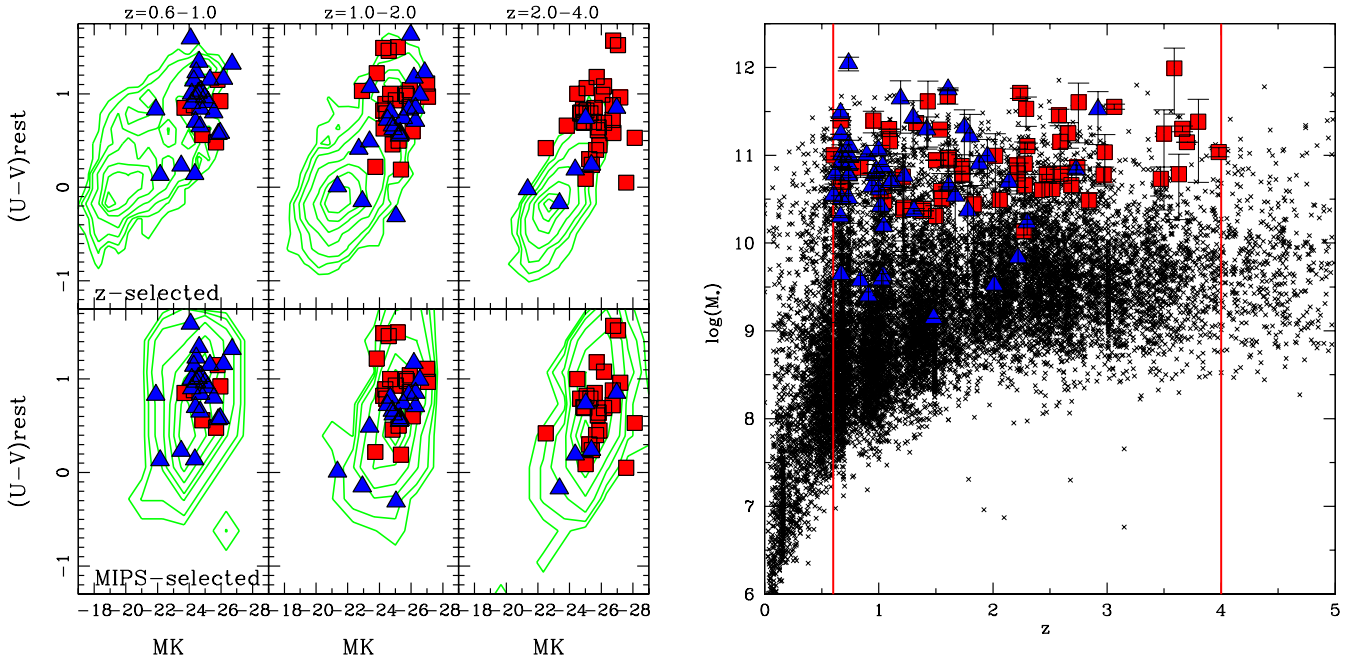 z=0.6-1.0
z=1.0-2.0
z=2.0-4.0
(U-V)rest
1
0
-1
z-selected
(U-V)rest
1
0
-1
MIPS-selected
-18-20-22-24-26-28
-18-20-22-24-26-28
-18-20-22-24-26-28
MK
MK
MK
log(M*)
12
11
10
9
8
7
6
0 1 2 3 4 5
z